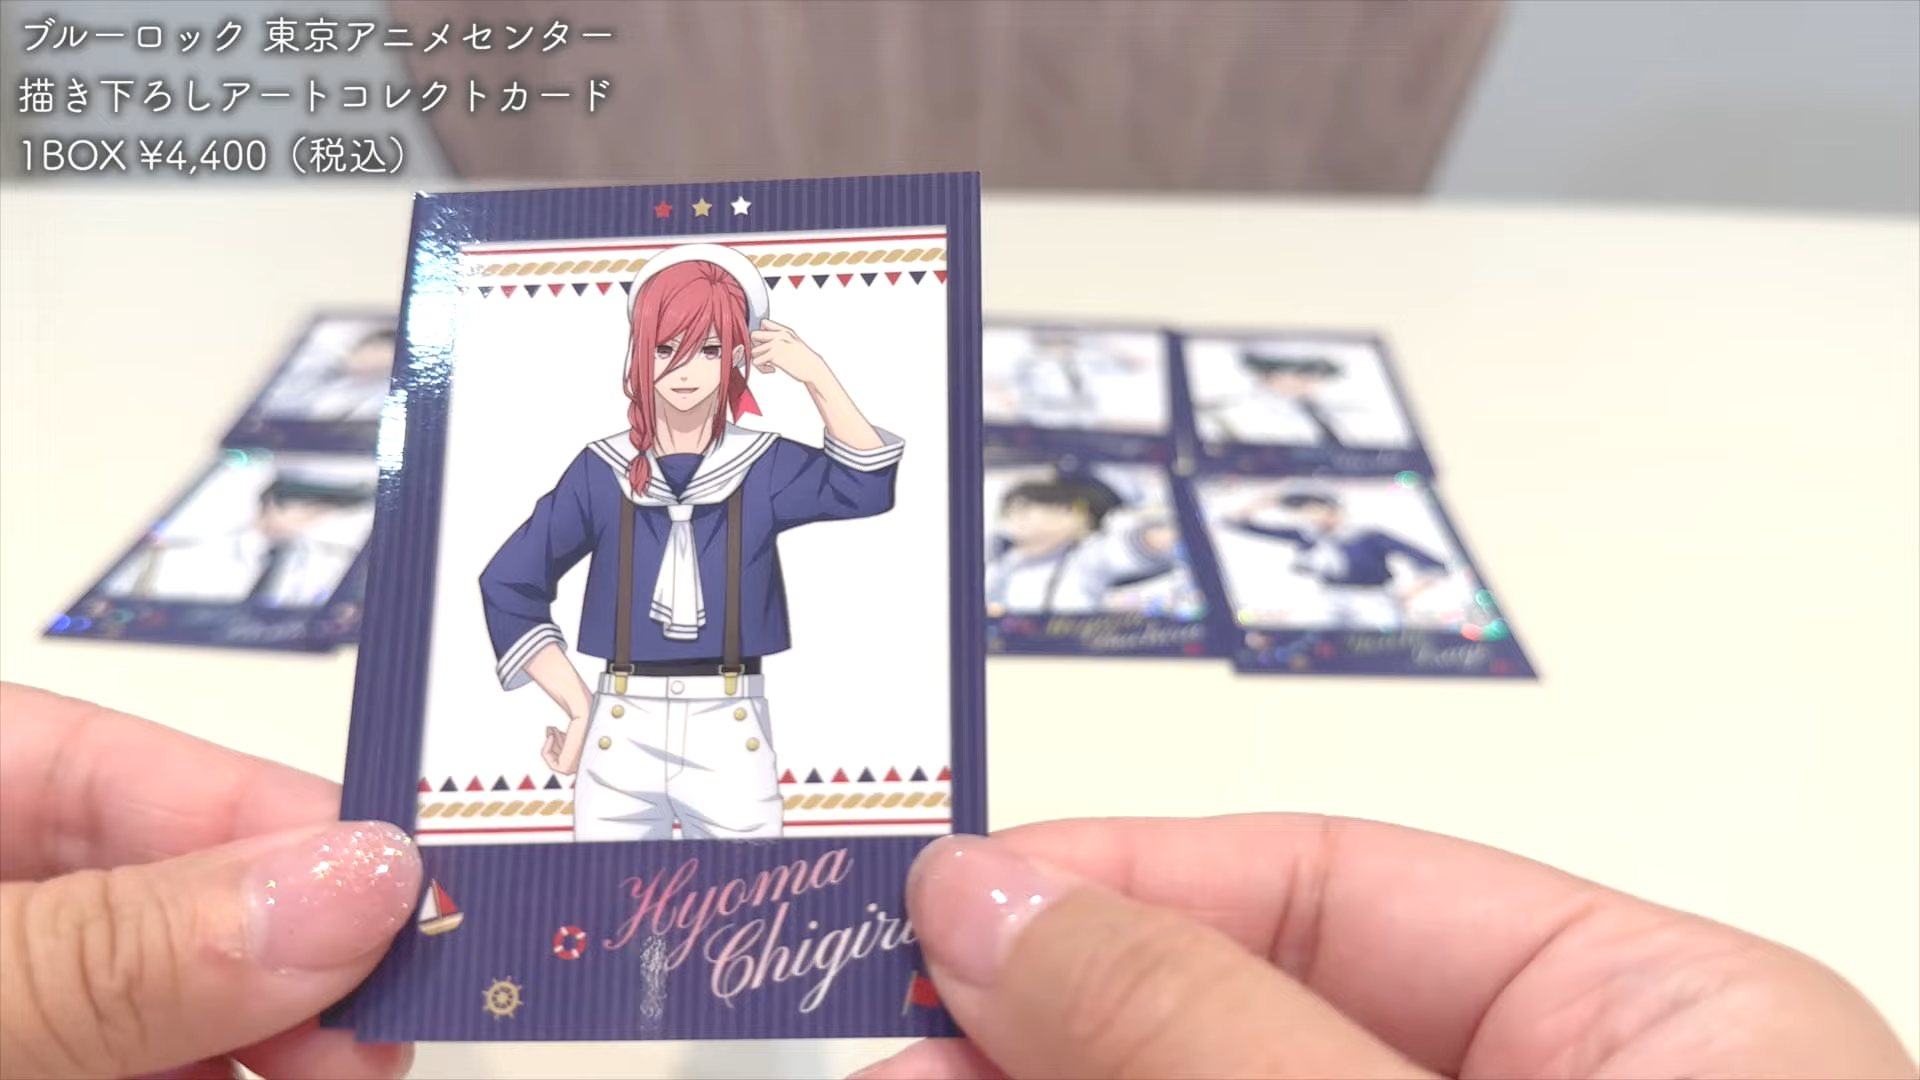 ブルーロック 東京アニメセンター
描き下ろしアートコレクトカード
1BOX ¥4,400（税込）
Hyoma
Chigiri